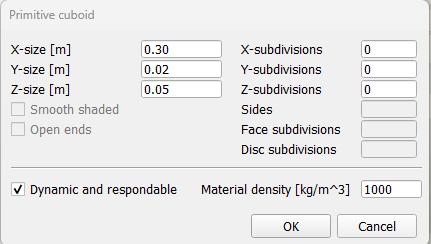 Primitive cuboid
X-size [m] 0.30 X-subdivisions 0
Y-size [m] 0.02 Y-subdivisions 0
Z-size [m] 0.05 Z-subdivisions 0
Smooth shaded Sides
Open ends Face subdivisions
Disc subdivisions
Dynamic and respondable Material density [kg/m^3] 1000
OK Cancel